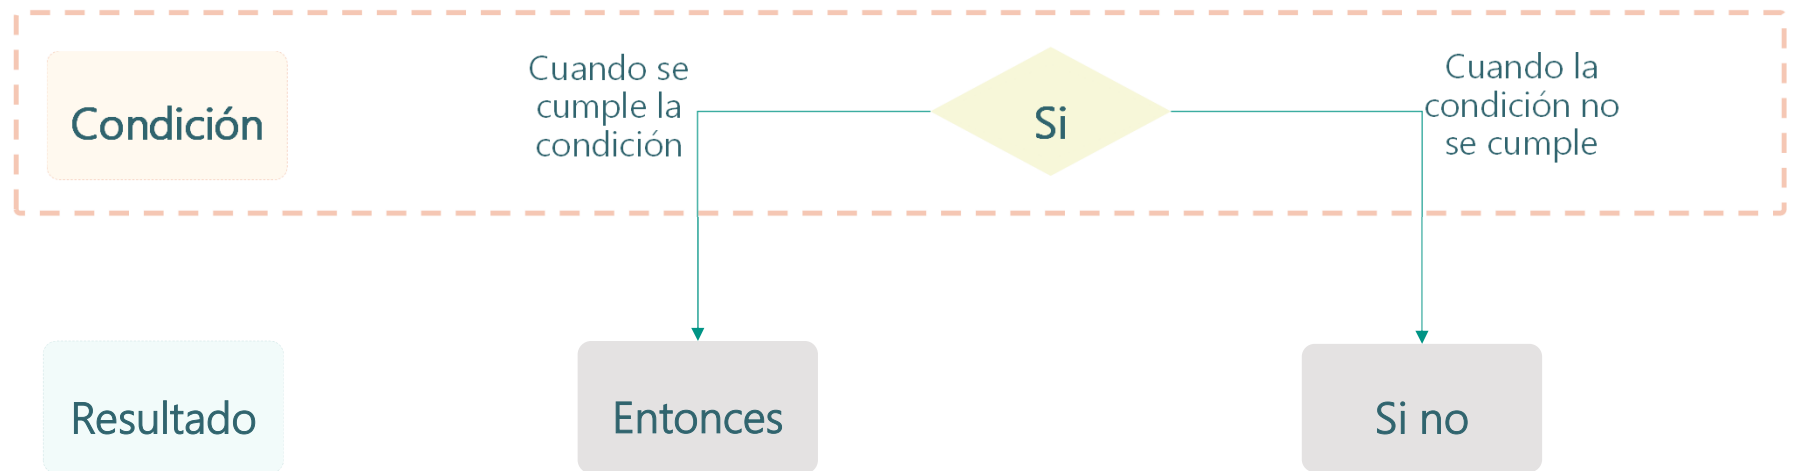 Condición
Cuando se
cumple la
condición
Si
Cuando la
condición no
se cumple
Resultado
Entonces
Si no